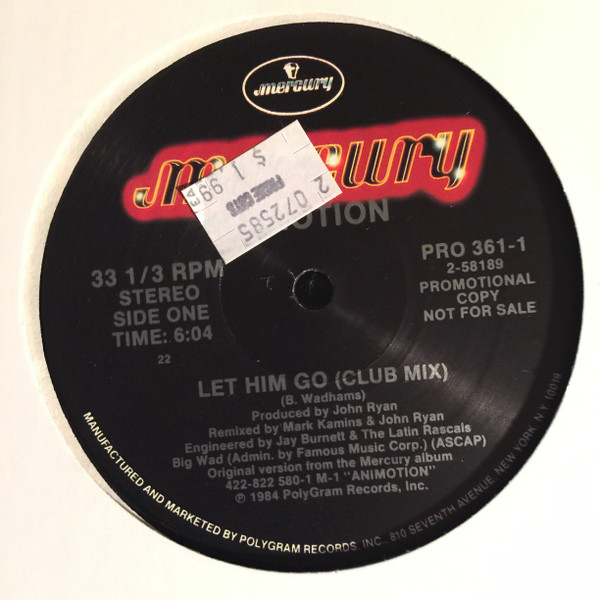 mercury
mercury
$1.99
EA
2 072585
OTION
33 1/3 RPM
STEREO
SIDE ONE
TIME: 6:04
22
PRO 361-1
2-58189
PROMOTIONAL
COPY
NOT FOR SALE
LET HIM GO (CLUB MIX)
(B. Wadhams)
Produced by John Ryan
Remixed by Mark Kamins & John Ryan
Engineered by Jay Burnett & The Latin Rascals
Big Wad (Admin. by Famous Music Corp.) (ASCAP)
Original version from the Mercury album
422-822 580-1 M-1 "ANIMOTION"
℗ 1984 PolyGram Records, Inc.
MANUFACTURED AND MARKETED BY POLYGRAM RECORDS, INC., 810 SEVENTH AVENUE, NEW YORK, N.Y. 10019